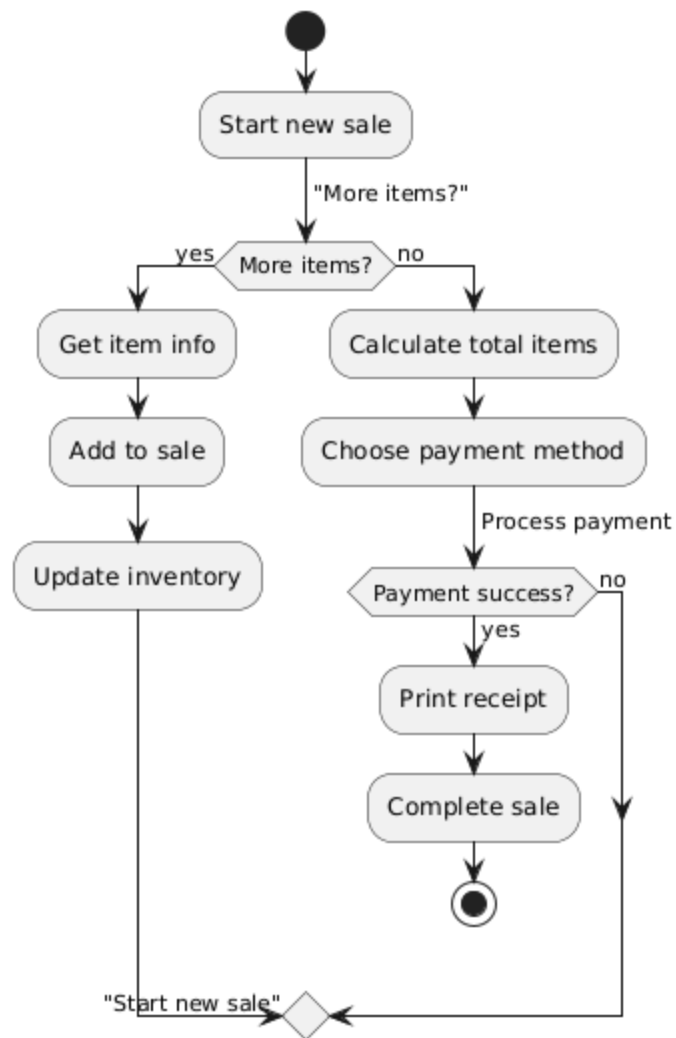 Start new sale
"More items?"
yes
More items?
no
Get item info
Calculate total items
Add to sale
Choose payment method
Process payment
Update inventory
Payment success?
no
yes
Print receipt
Complete sale
"Start new sale"